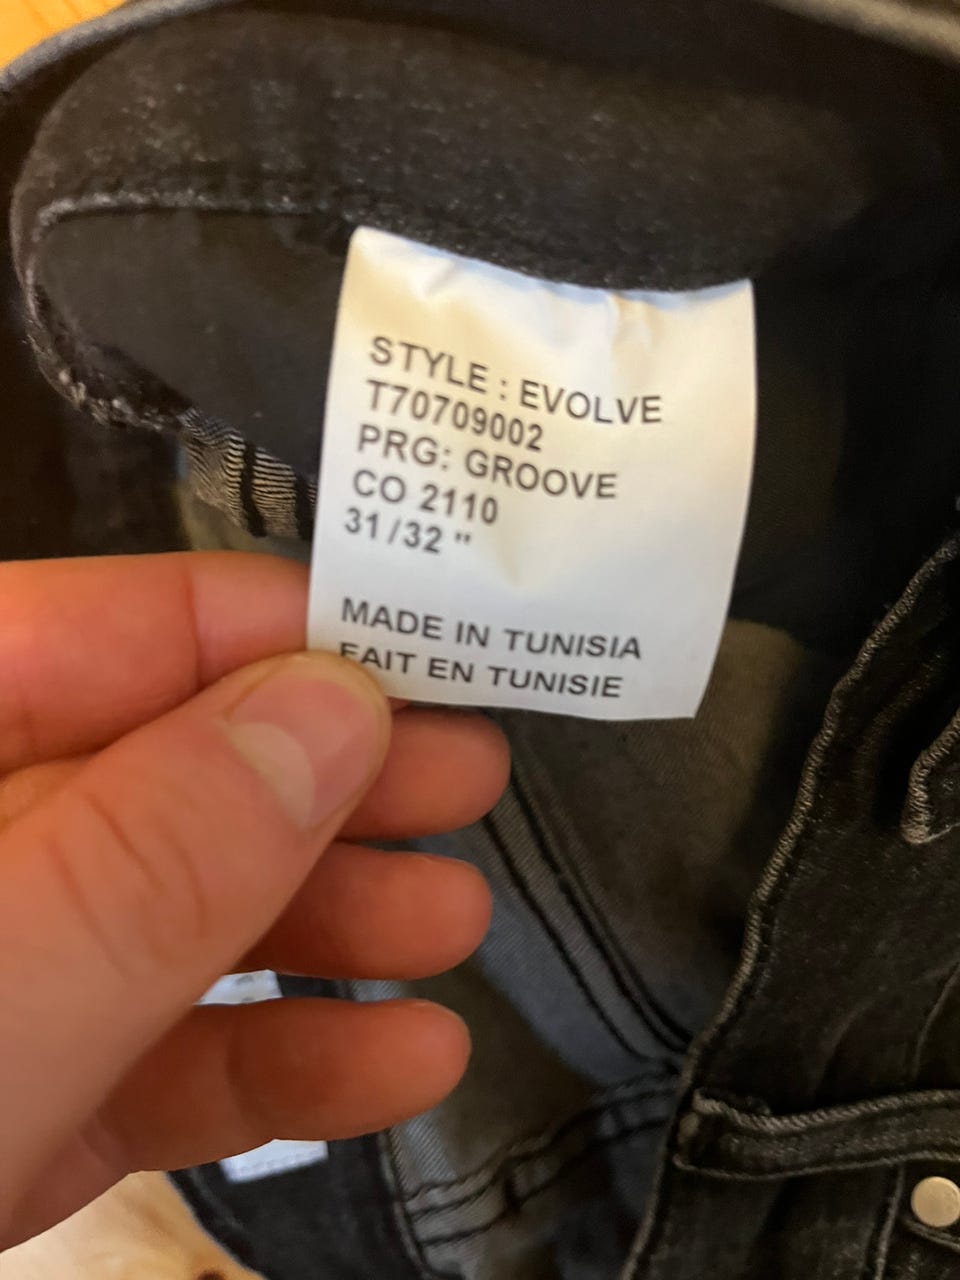 STYLE : EVOLVE
T70709002
PRG: GROOVE
CO 2110
31/32 "
MADE IN TUNISIA
FAIT EN TUNISIE